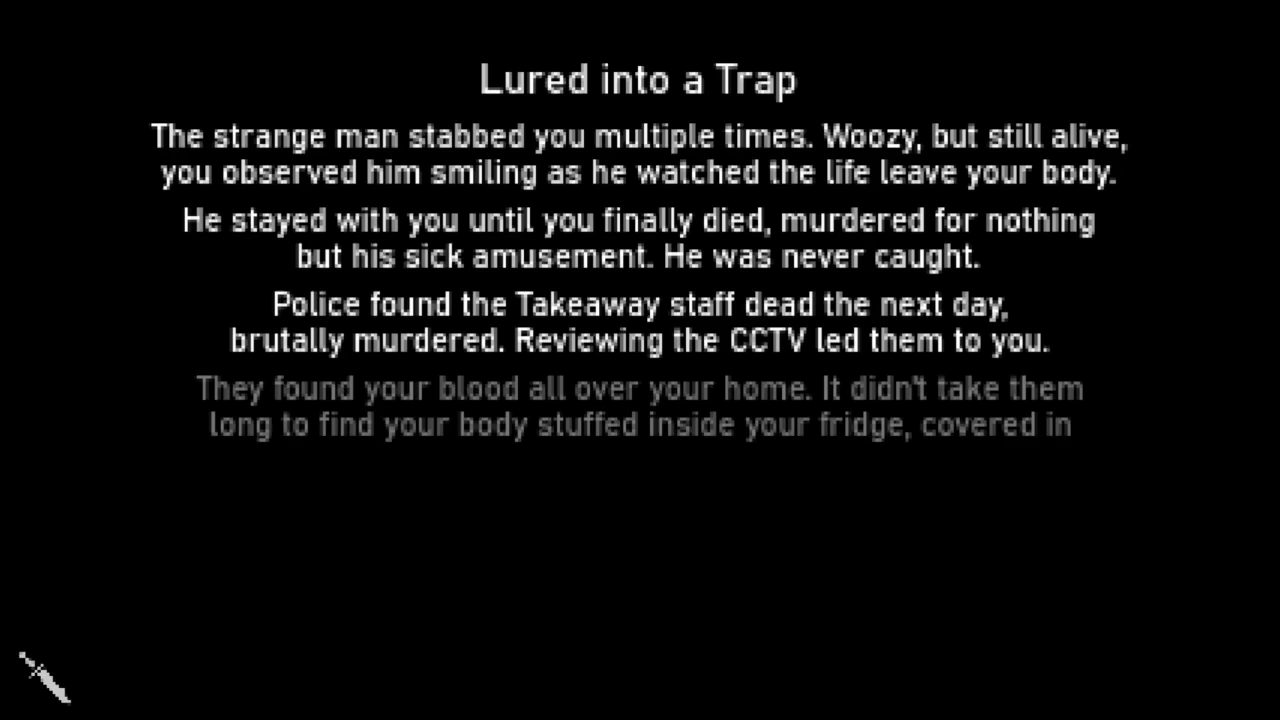 Lured into a Trap
The strange man stabbed you multiple times. Woozy, but still alive,
you observed him smiling as he watched the life leave your body.
He stayed with you until you finally died, murdered for nothing
but his sick amusement. He was never caught.
Police found the Takeaway staff dead the next day,
brutally murdered. Reviewing the CCTV led them to you.
They found your blood all over your home. It didn't take them
long to find your body stuffed inside your fridge, covered in